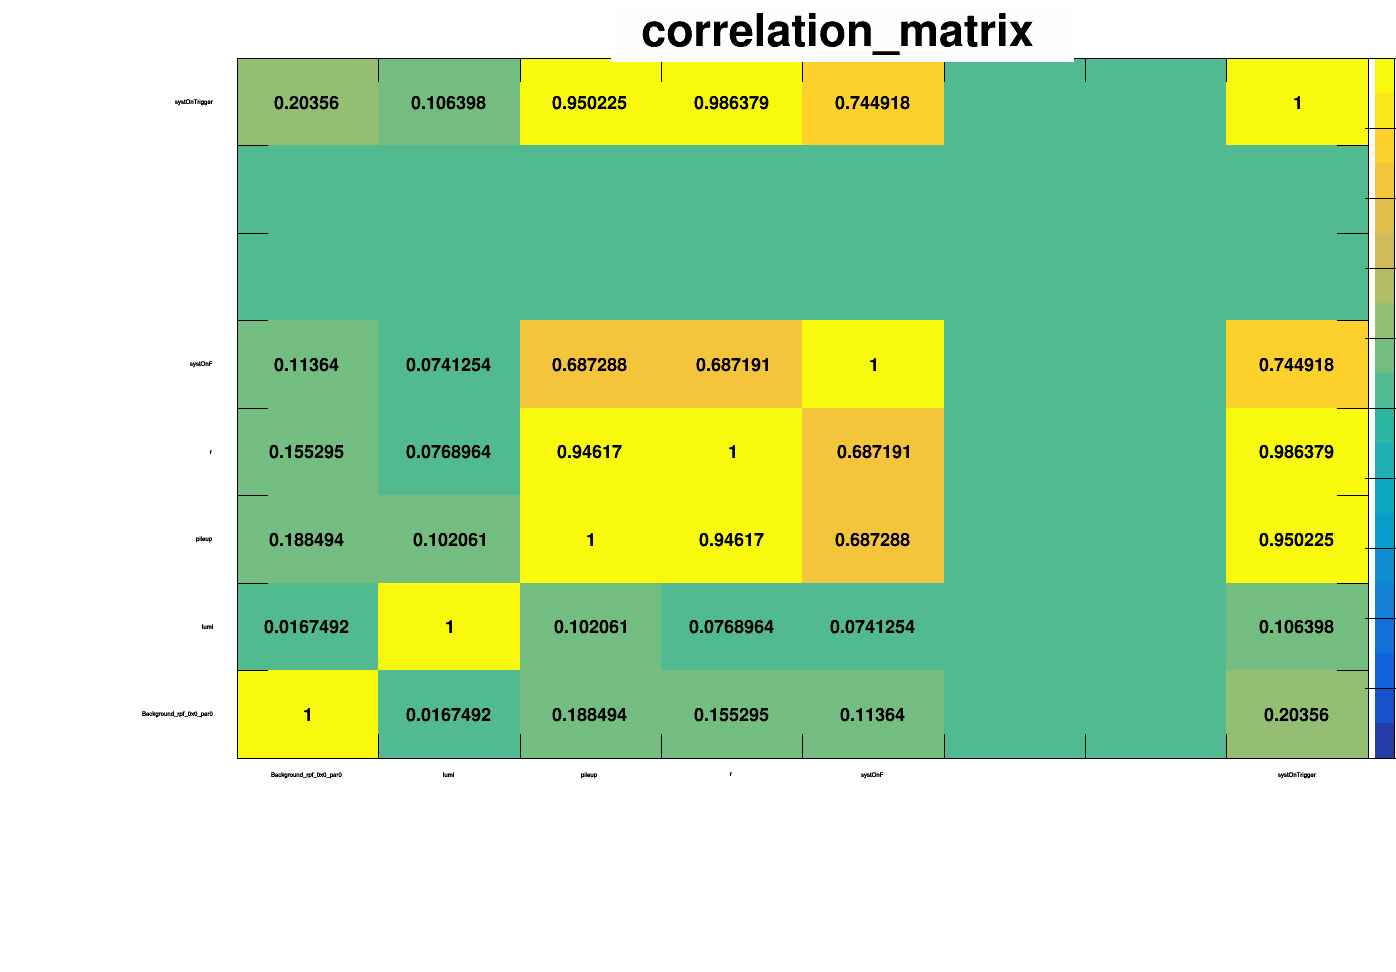 correlation_matrix
systOnTrigger 0.20356 0.106398 0.950225 0.986379 0.744918 1
systOnF 0.11364 0.0741254 0.687288 0.687191 1 0.744918
r 0.155295 0.0768964 0.94617 1 0.687191 0.986379
pileup 0.188494 0.102061 1 0.94617 0.687288 0.950225
lumi 0.0167492 1 0.102061 0.0768964 0.0741254 0.106398
Background_rpf_0x0_par0 1 0.0167492 0.188494 0.155295 0.11364 0.20356
Background_rpf_0x0_par0 lumi pileup r systOnF systOnTrigger